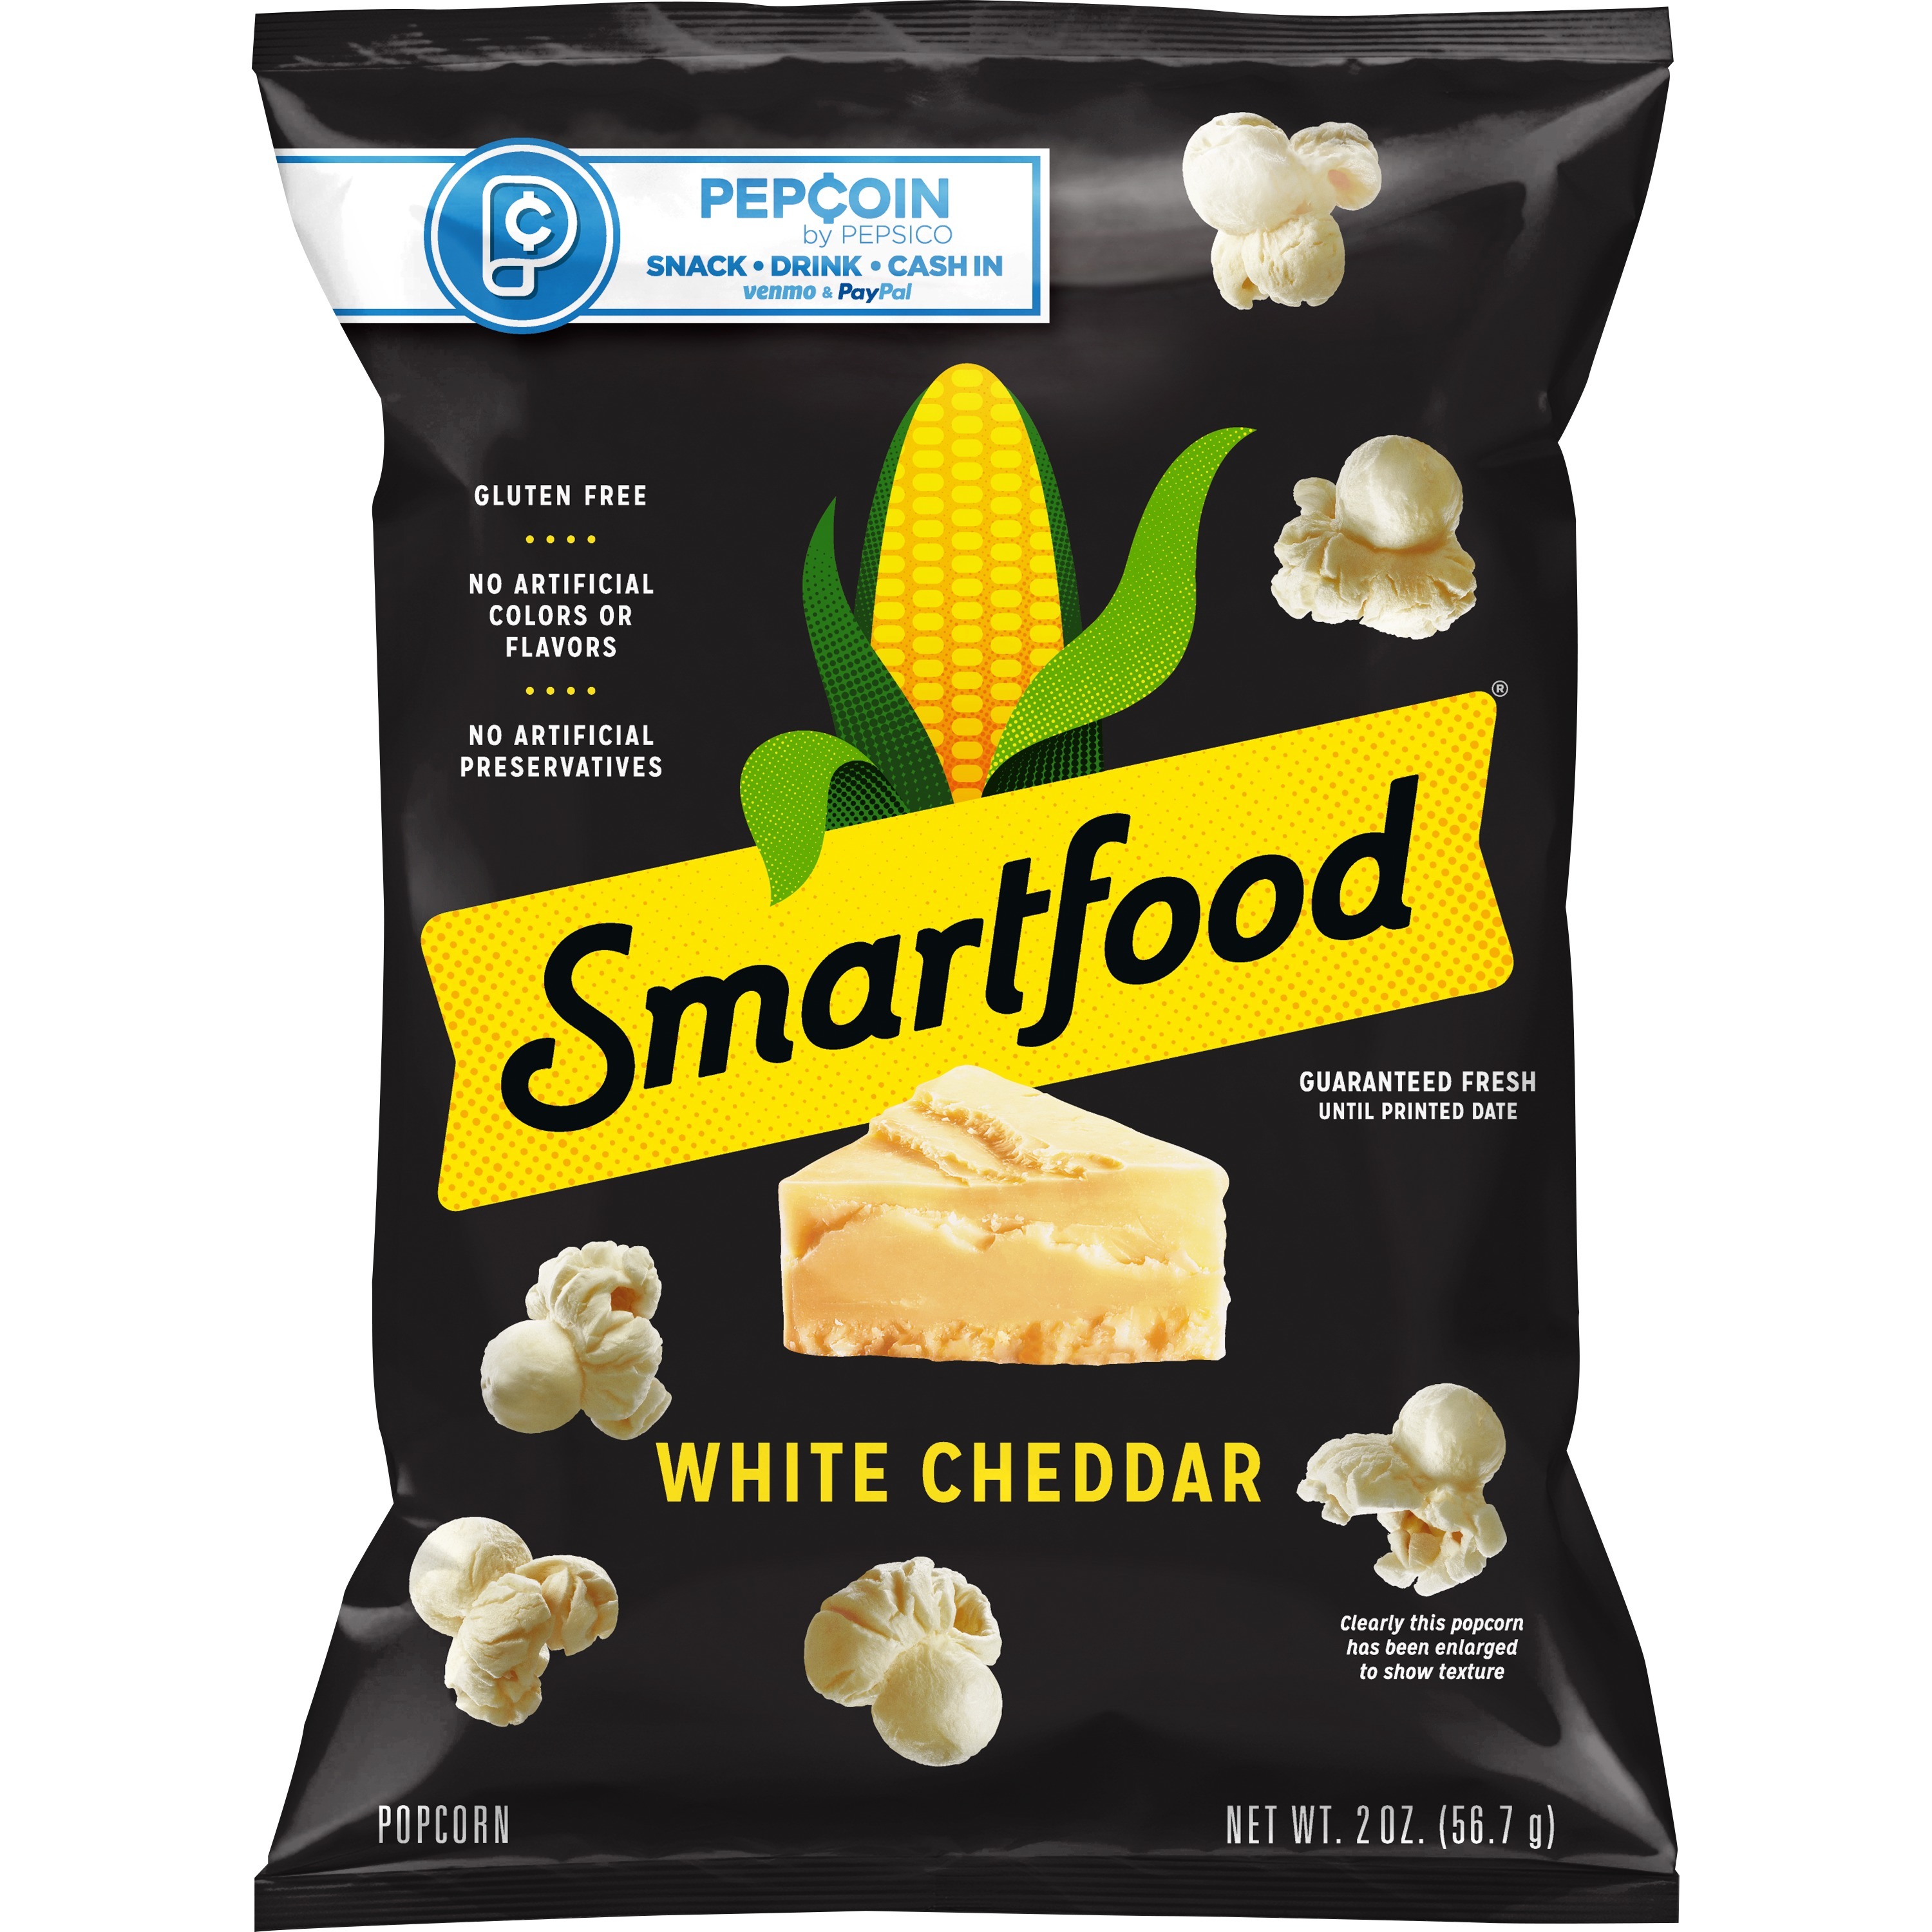 PEP₵OIN
by PEPSICO
SNACK • DRINK • CASH IN
venmo & PayPal
GLUTEN FREE
NO ARTIFICIAL
COLORS OR
FLAVORS
NO ARTIFICIAL
PRESERVATIVES
Smartfood®
GUARANTEED FRESH
UNTIL PRINTED DATE
WHITE CHEDDAR
Clearly this popcorn
has been enlarged
to show texture
POPCORN
NET WT. 2 OZ. (56.7 g)